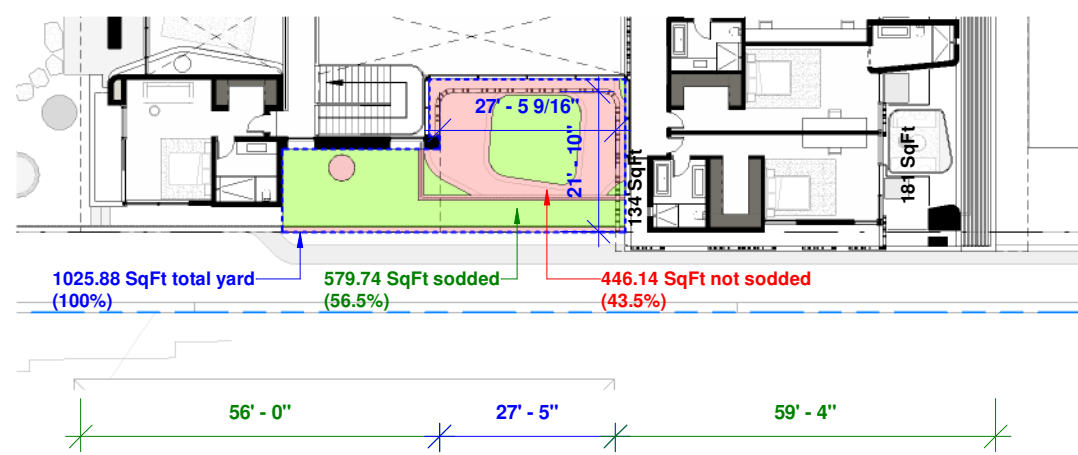 27' - 5 9/16"
21' - 10"
134 SqFt
181 SqFt
1025.88 SqFt total yard
(100%)
579.74 SqFt sodded
(56.5%)
446.14 SqFt not sodded
(43.5%)
56' - 0"
27' - 5"
59' - 4"